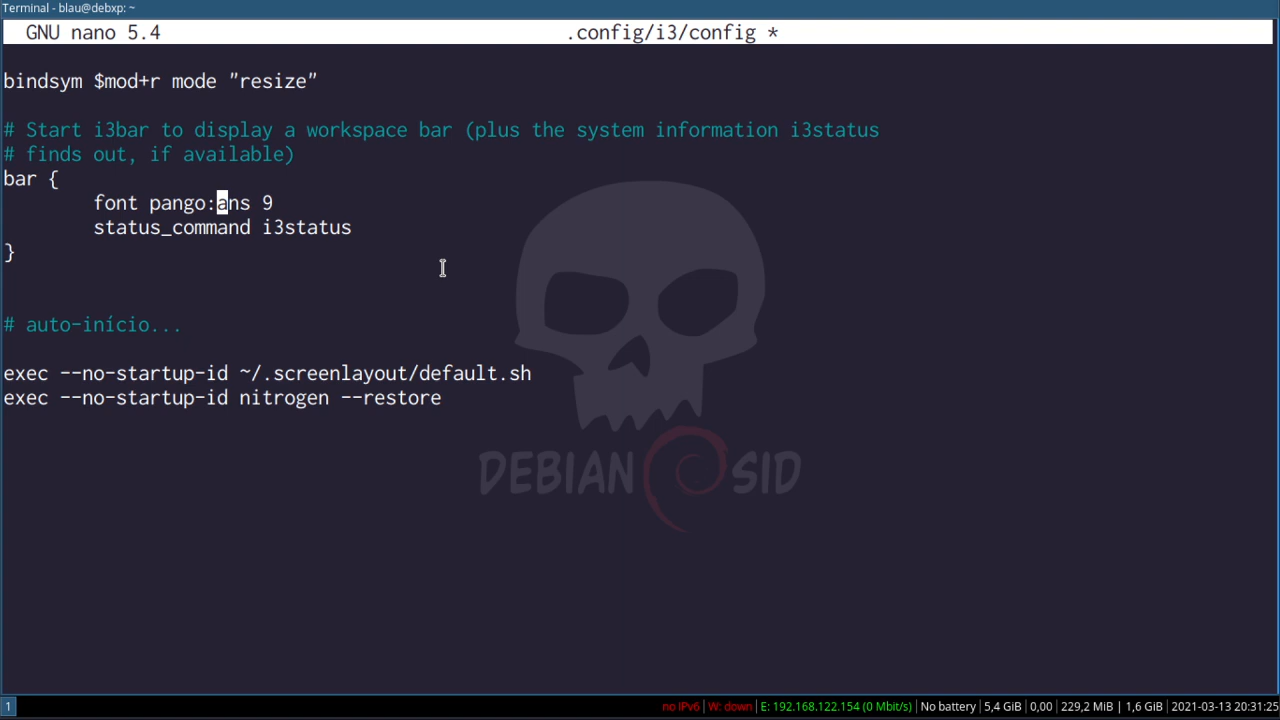 Terminal - blau@debxp: ~
GNU nano 5.4 .config/i3/config *
bindsym $mod+r mode "resize"
# Start i3bar to display a workspace bar (plus the system information i3status
# finds out, if available)
bar {
font pango:ans 9
status_command i3status
}
# auto-início...
exec --no-startup-id ~/.screenlayout/default.sh
exec --no-startup-id nitrogen --restore
DEBIAN SID
1 no IPv6 | W: down | E: 192.168.122.154 (0 Mbit/s) | No battery | 5,4 GiB | 0,00 | 229,2 MiB | 1,6 GiB | 2021-03-13 20:31:25